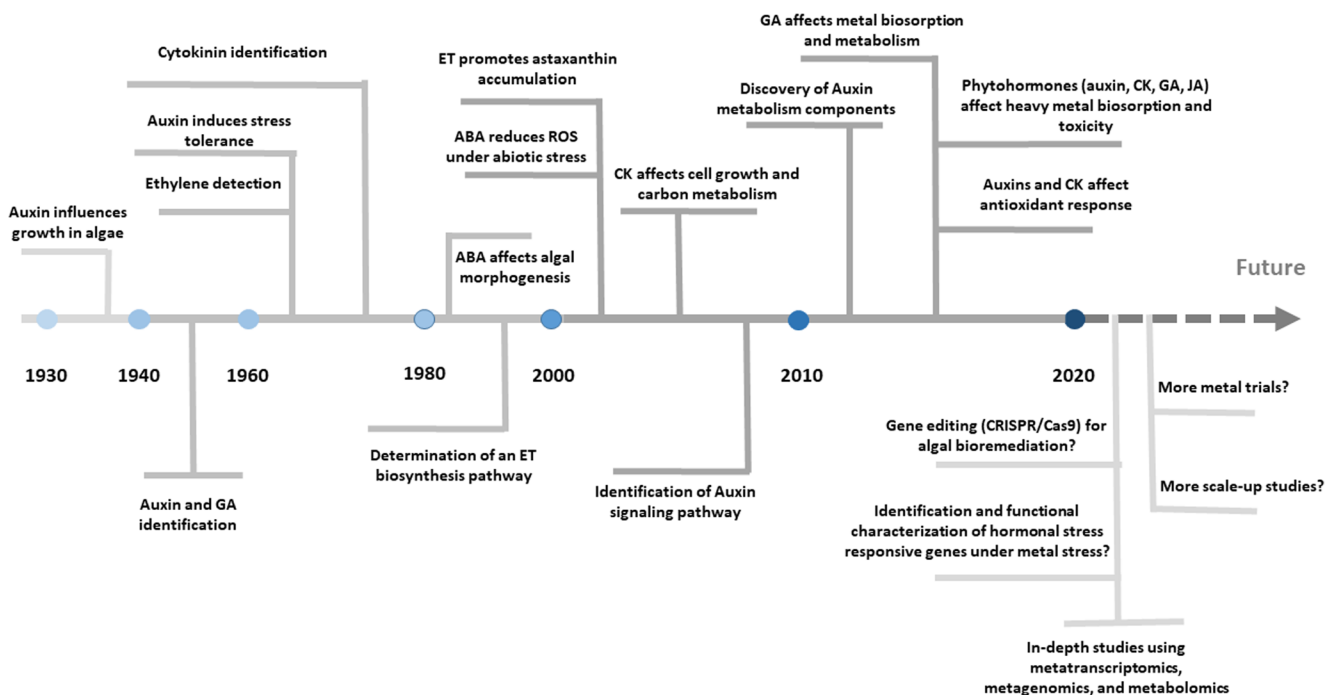 GA affects metal biosorption
and metabolism
Cytokinin identification
ET promotes astaxanthin
accumulation
Discovery of Auxin
metabolism components
Phytohormones (auxin, CK, GA, JA)
affect heavy metal biosorption and
toxicity
Auxin induces stress
tolerance
ABA reduces ROS
under abiotic stress
CK affects cell growth and
carbon metabolism
Ethylene detection
Auxins and CK affect
antioxidant response
Auxin influences
growth in algae
ABA affects algal
morphogenesis
Future
1930
1940
1960
1980
2000
2010
2020
More metal trials?
Gene editing (CRISPR/Cas9) for
algal bioremediation?
Determination of an ET
biosynthesis pathway
More scale-up studies?
Identification of Auxin
signaling pathway
Auxin and GA
identification
Identification and functional
characterization of hormonal stress
responsive genes under metal stress?
In-depth studies using
metatranscriptomics,
metagenomics, and metabolomics